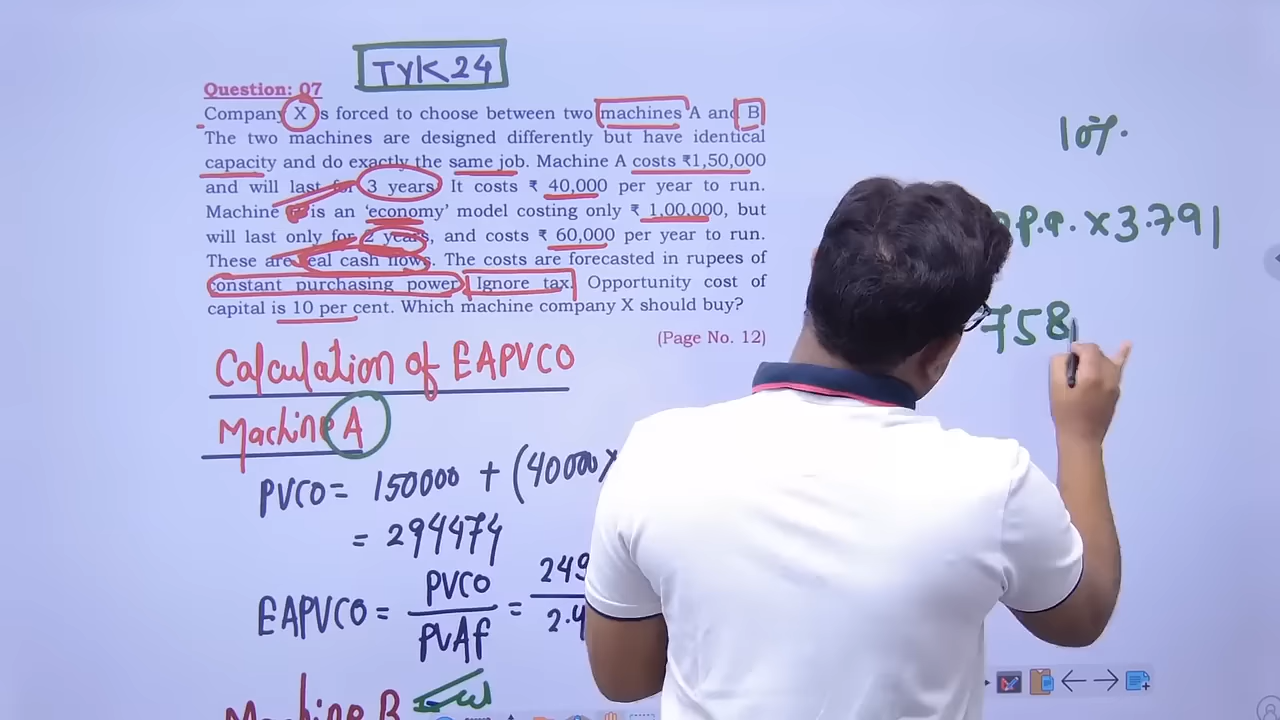 TYK 24
Question: 07
Company X is forced to choose between two machines A and B
The two machines are designed differently but have identical
capacity and do exactly the same job. Machine A costs ₹1,50,000
and will last for 3 years. It costs ₹ 40,000 per year to run.
Machine B is an 'economy' model costing only ₹ 1,00,000, but
will last only for 2 years, and costs ₹ 60,000 per year to run.
These are real cash flows. The costs are forecasted in rupees of
constant purchasing power. Ignore tax. Opportunity cost of
capital is 10 per cent. Which machine company X should buy?
(Page No. 12)
Calculation of EAPVCO
Machine A
PVCO = 150000 + (40000 ×
= 294474
EAPVCO = PVCO / PVAf = 249 / 2.4
Machine B
10%.
p.a. × 3.791
758